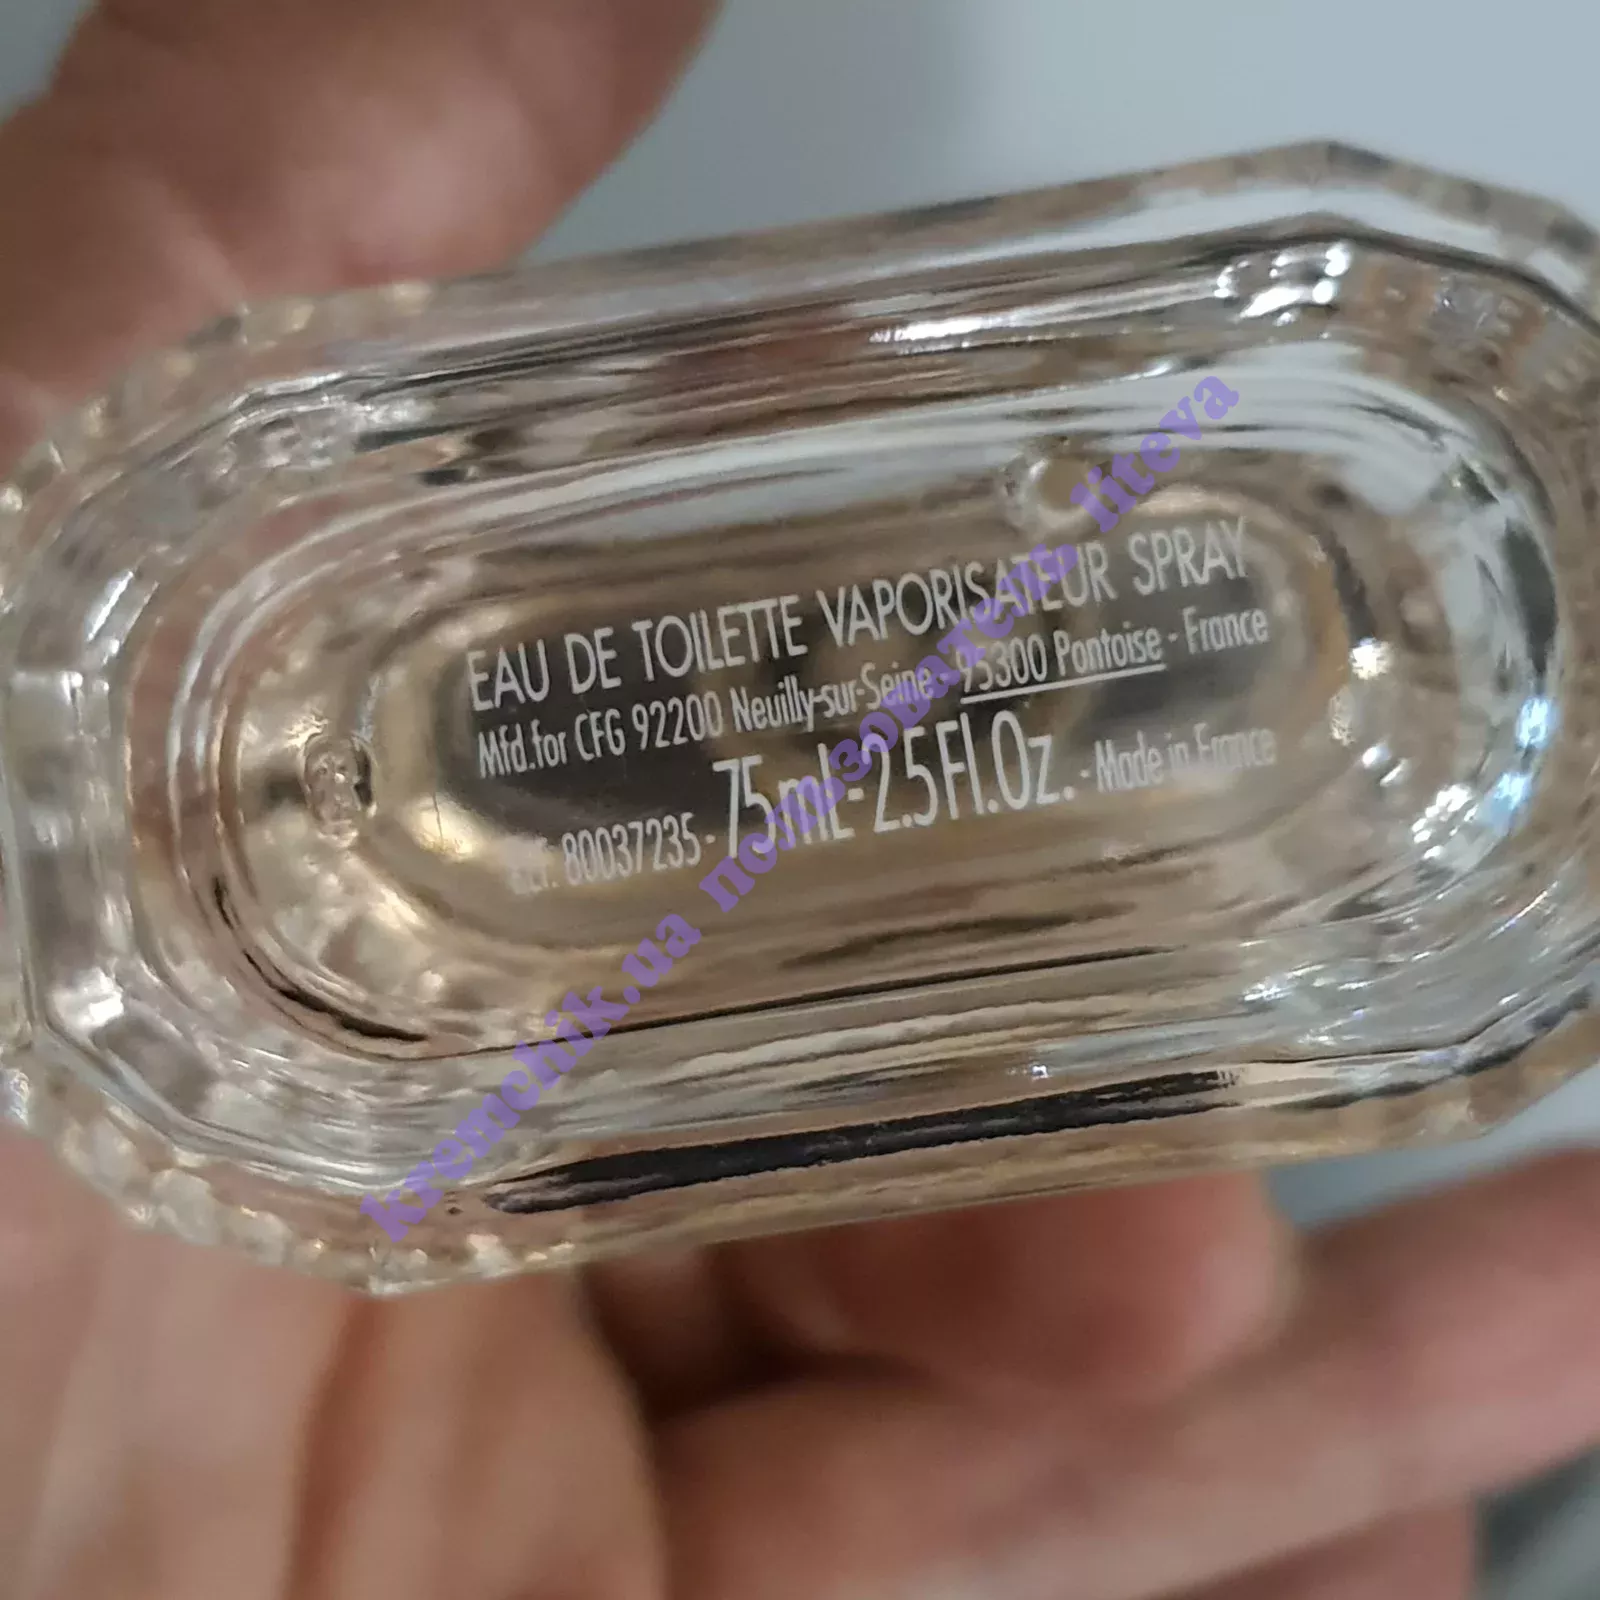 EAU DE TOILETTE VAPORISATEUR SPRAY
Mfd.for CFG 92200 Neuilly-sur-Seine - 95300 Pontoise - France
REF. 80037235 - 75 mL - 2.5 Fl.Oz. - Made in France
kremchik.ua пользователь liteva